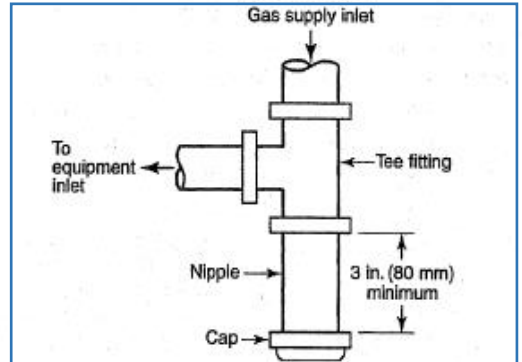 Gas supply inlet
To
equipment
inlet
Tee fitting
Nipple
3 in. (80 mm)
minimum
Cap